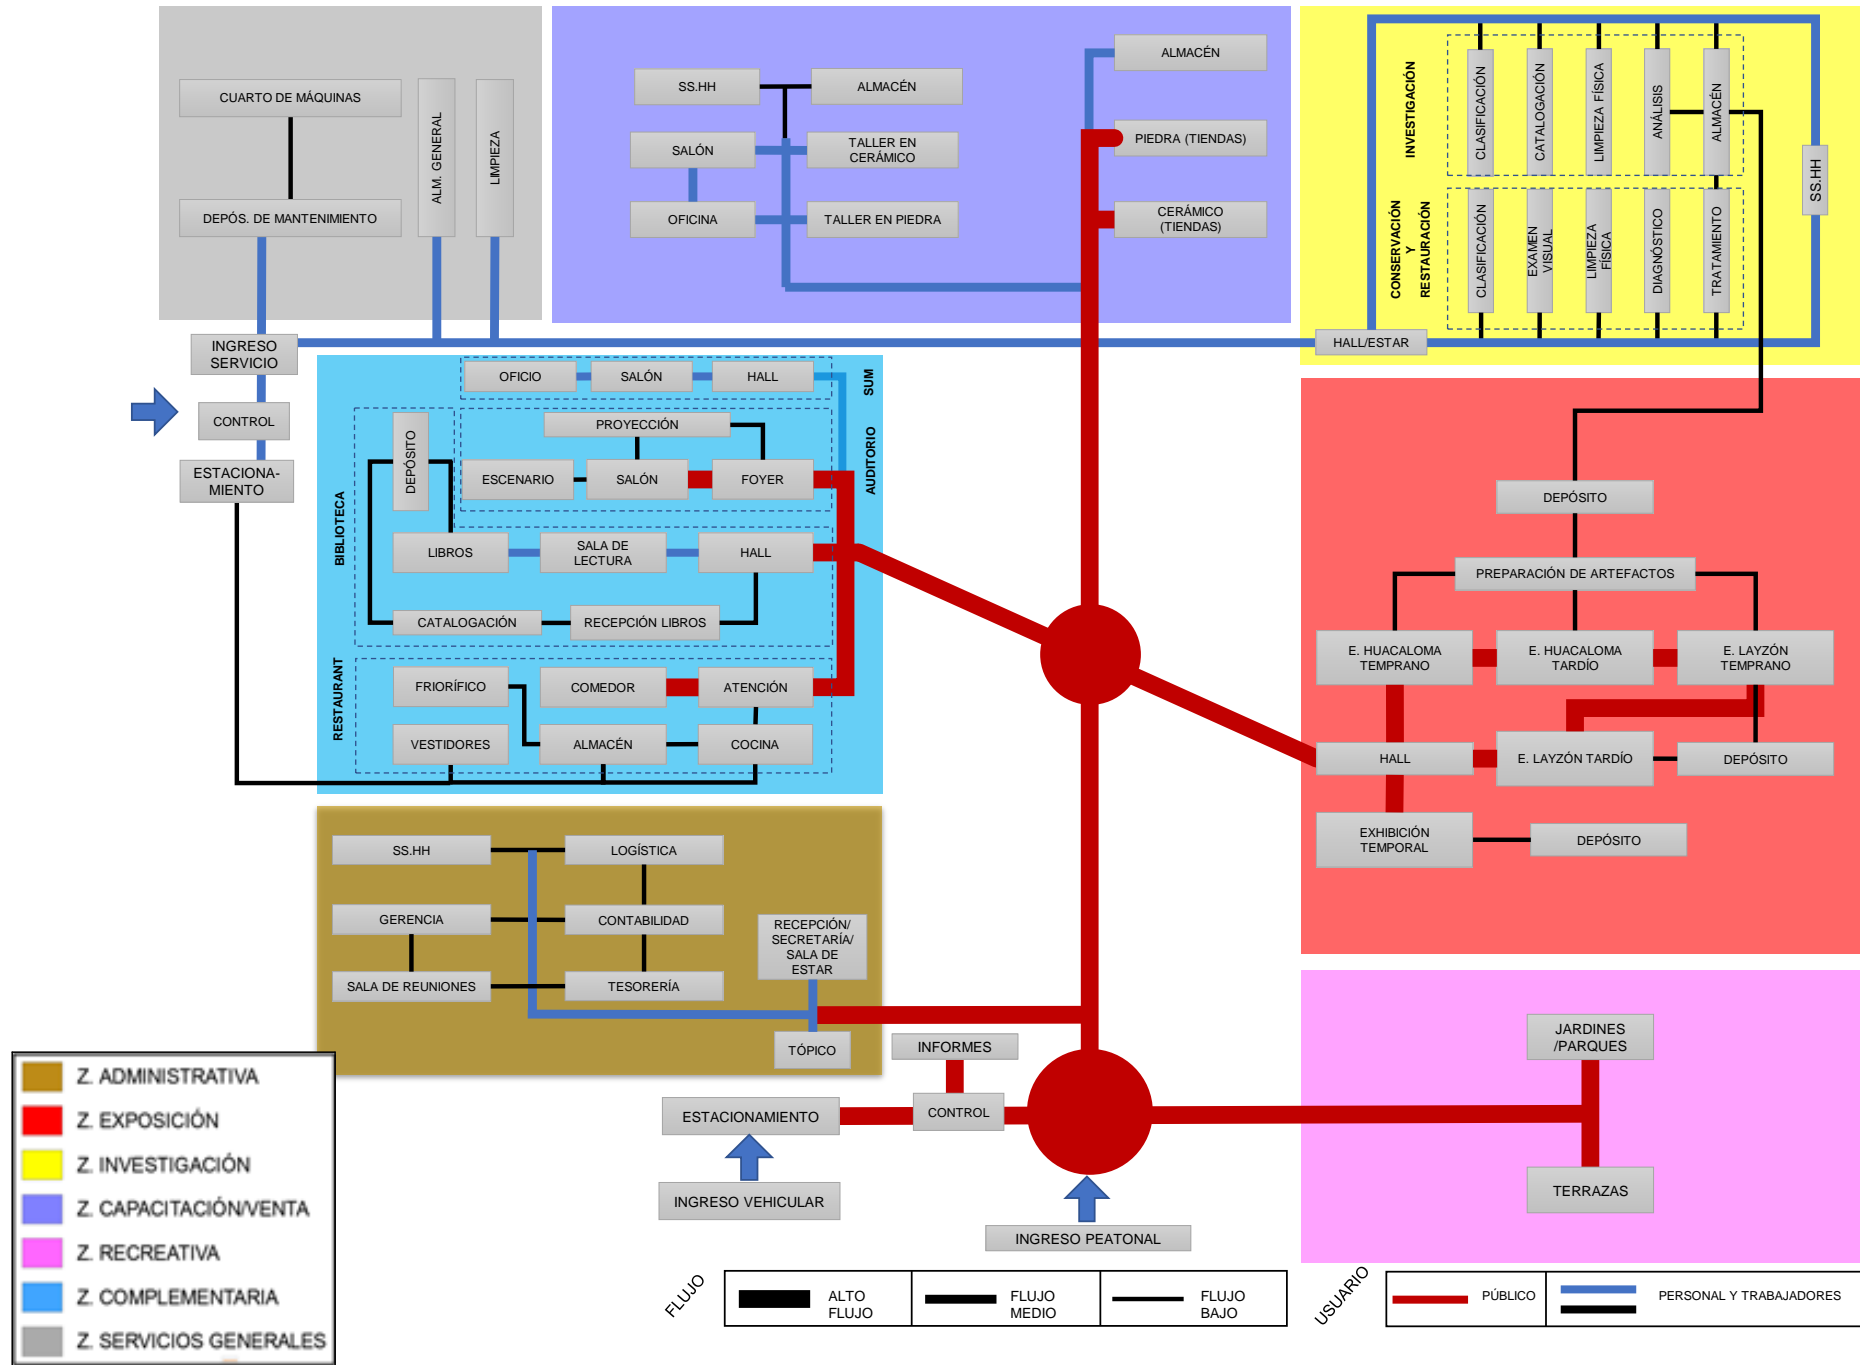 CUARTO DE MÁQUINAS
DEPÓS. DE MANTENIMIENTO
ALM. GENERAL
LIMPIEZA
INGRESO
SERVICIO
CONTROL
ESTACIONA-
MIENTO
SS.HH
ALMACÉN
SALÓN
TALLER EN
CERÁMICO
OFICINA
TALLER EN PIEDRA
ALMACÉN
PIEDRA (TIENDAS)
CERÁMICO
(TIENDAS)
INVESTIGACIÓN
CLASIFICACIÓN
CATALOGACIÓN
LIMPIEZA FÍSICA
ANÁLISIS
ALMACÉN
CONSERVACIÓN
Y
RESTAURACIÓN
CLASIFICACIÓN
EXAMEN
VISUAL
LIMPIEZA
FÍSICA
DIAGNÓSTICO
TRATAMIENTO
SS.HH
HALL/ESTAR
OFICIO
SALÓN
HALL
SUM
PROYECCIÓN
ESCENARIO
SALÓN
FOYER
AUDITORIO
BIBLIOTECA
DEPÓSITO
LIBROS
SALA DE
LECTURA
HALL
CATALOGACIÓN
RECEPCIÓN LIBROS
RESTAURANT
FRIORÍFICO
COMEDOR
ATENCIÓN
VESTIDORES
ALMACÉN
COCINA
DEPÓSITO
PREPARACIÓN DE ARTEFACTOS
E. HUACALOMA
TEMPRANO
E. HUACALOMA
TARDÍO
E. LAYZÓN
TEMPRANO
HALL
E. LAYZÓN TARDÍO
DEPÓSITO
EXHIBICIÓN
TEMPORAL
DEPÓSITO
SS.HH
LOGÍSTICA
GERENCIA
CONTABILIDAD
SALA DE REUNIONES
TESORERÍA
RECEPCIÓN/
SECRETARÍA/
SALA DE
ESTAR
TÓPICO
INFORMES
ESTACIONAMIENTO
CONTROL
INGRESO VEHICULAR
INGRESO PEATONAL
JARDINES
/PARQUES
TERRAZAS
Z. ADMINISTRATIVA
Z. EXPOSICIÓN
Z. INVESTIGACIÓN
Z. CAPACITACIÓN/VENTA
Z. RECREATIVA
Z. COMPLEMENTARIA
Z. SERVICIOS GENERALES
FLUJO
ALTO
FLUJO
FLUJO
MEDIO
FLUJO
BAJO
USUARIO
PÚBLICO
PERSONAL Y TRABAJADORES